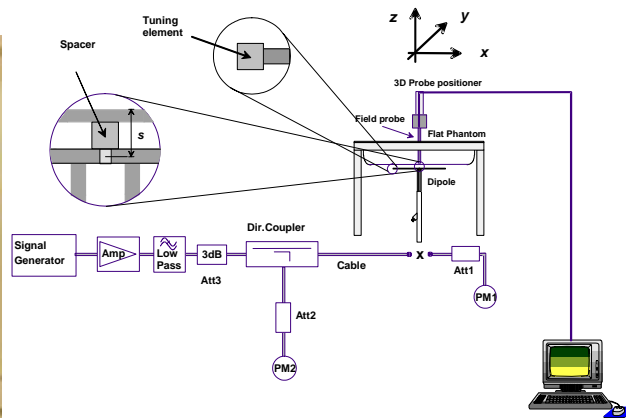 Tuning
element
Spacer
s
z
y
x
3D Probe positioner
Field probe
Flat Phantom
Dipole
Dir.Coupler
Signal
Generator
Amp
Low
Pass
3dB
Att3
Cable
x
Att1
PM1
Att2
PM2